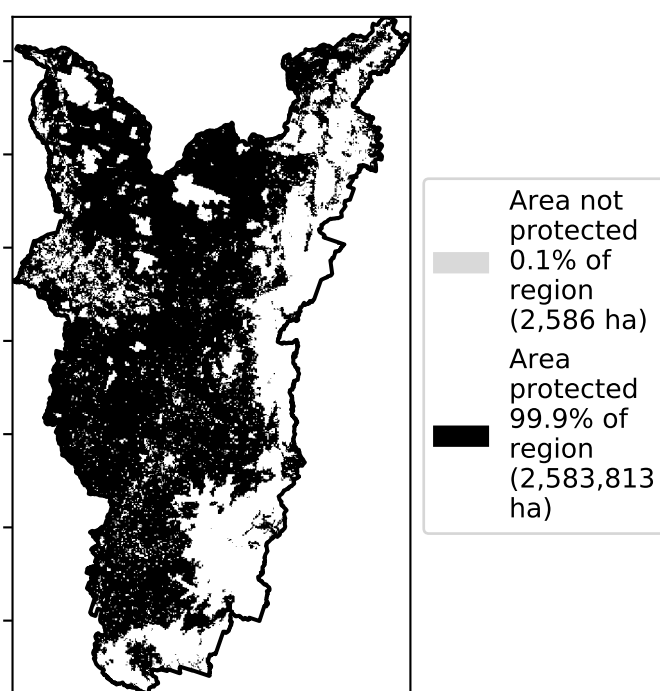 Area not
protected
0.1% of
region
(2,586 ha)
Area
protected
99.9% of
region
(2,583,813
ha)